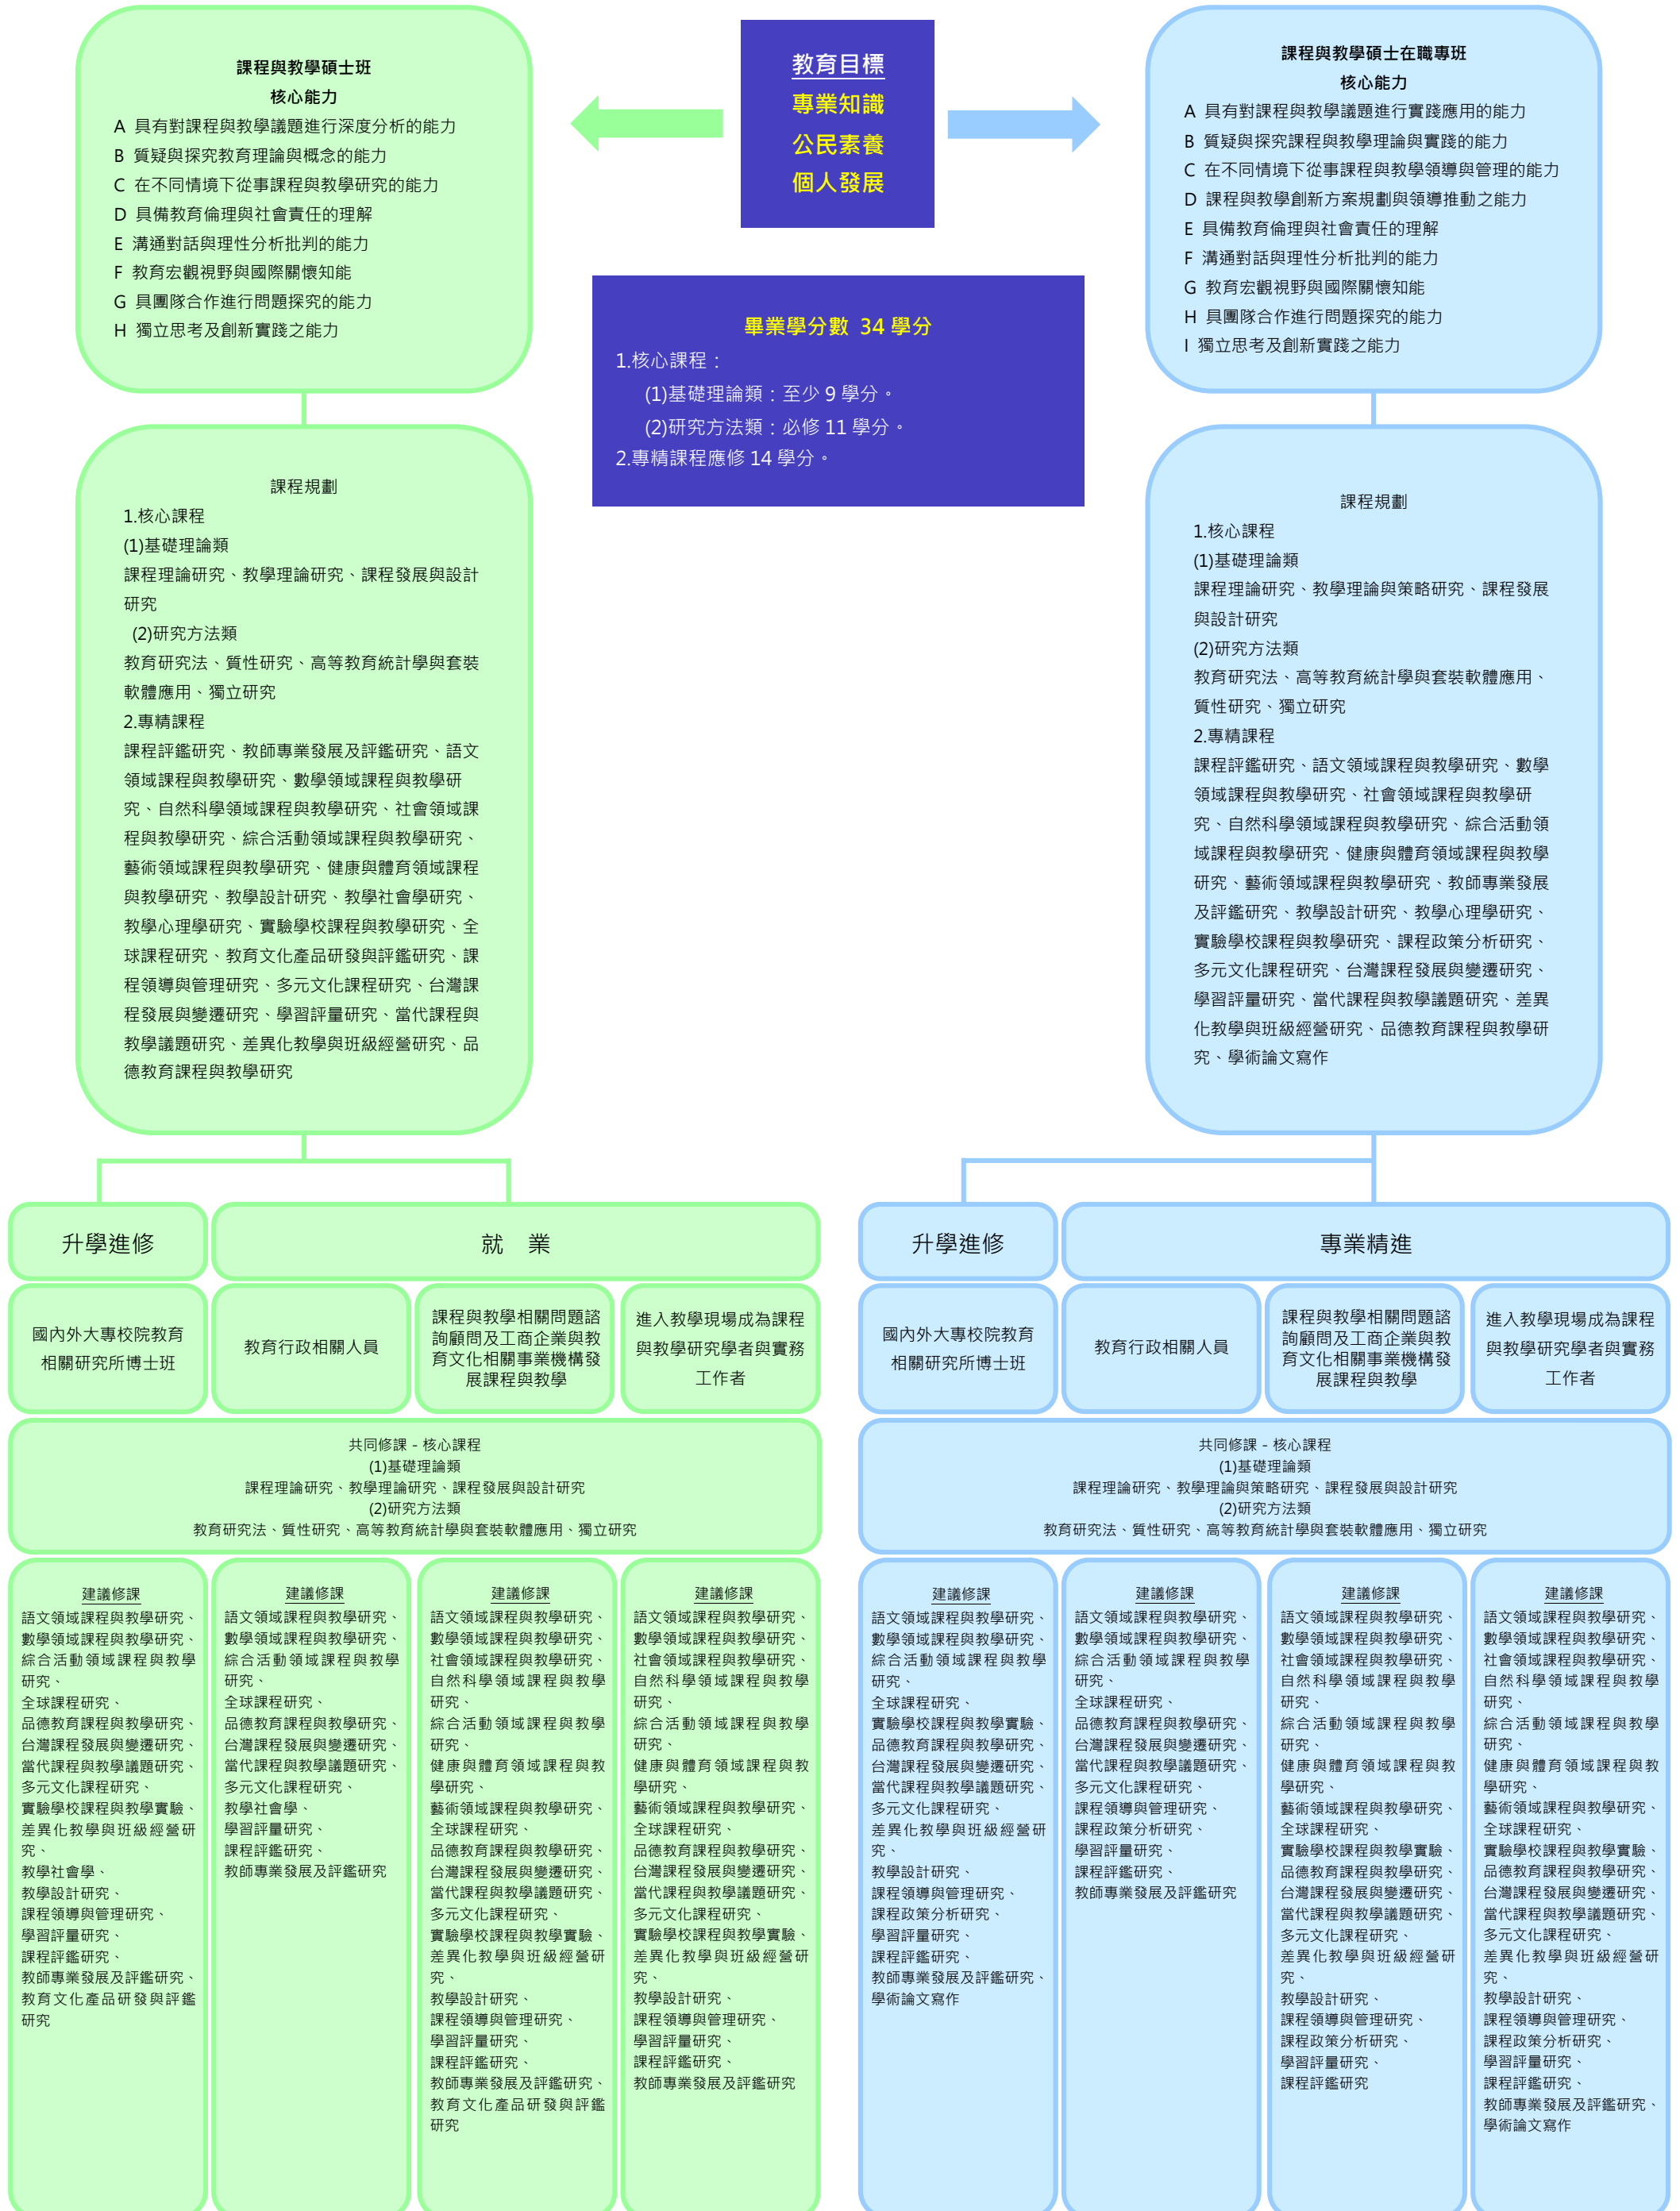 課程與教學碩士班
核心能力
A 具有對課程與教學議題進行深度分析的能力
B 質疑與探究教育理論與概念的能力
C 在不同情境下從事課程與教學研究的能力
D 具備教育倫理與社會責任的理解
E 溝通對話與理性分析批判的能力
F 教育宏觀視野與國際關懷知能
G 具團隊合作進行問題探究的能力
H 獨立思考及創新實踐之能力
教育目標
專業知識
公民素養
個人發展
課程與教學碩士在職專班
核心能力
A 具有對課程與教學議題進行實踐應用的能力
B 質疑與探究課程與教學理論與實踐的能力
C 在不同情境下從事課程與教學領導與管理的能力
D 課程與教學創新方案規劃與領導推動之能力
E 具備教育倫理與社會責任的理解
F 溝通對話與理性分析批判的能力
G 教育宏觀視野與國際關懷知能
H 具團隊合作進行問題探究的能力
I 獨立思考及創新實踐之能力
畢業學分數 34 學分
1.核心課程：
(1)基礎理論類：至少 9 學分。
(2)研究方法類：必修 11 學分。
2.專精課程應修 14 學分。
課程規劃
1.核心課程
(1)基礎理論類
課程理論研究、教學理論研究、課程發展與設計
研究
(2)研究方法類
教育研究法、質性研究、高等教育統計學與套裝
軟體應用、獨立研究
2.專精課程
課程評鑑研究、教師專業發展及評鑑研究、語文
領域課程與教學研究、數學領域課程與教學研
究、自然科學領域課程與教學研究、社會領域課
程與教學研究、綜合活動領域課程與教學研究、
藝術領域課程與教學研究、健康與體育領域課程
與教學研究、教學設計研究、教學社會學研究、
教學心理學研究、實驗學校課程與教學研究、全
球課程研究、教育文化產品研發與評鑑研究、課
程領導與管理研究、多元文化課程研究、台灣課
程發展與變遷研究、學習評量研究、當代課程與
教學議題研究、差異化教學與班級經營研究、品
德教育課程與教學研究
課程規劃
1.核心課程
(1)基礎理論類
課程理論研究、教學理論與策略研究、課程發展
與設計研究
(2)研究方法類
教育研究法、高等教育統計學與套裝軟體應用、
質性研究、獨立研究
2.專精課程
課程評鑑研究、語文領域課程與教學研究、數學
領域課程與教學研究、社會領域課程與教學研
究、自然科學領域課程與教學研究、綜合活動領
域課程與教學研究、健康與體育領域課程與教學
研究、藝術領域課程與教學研究、教師專業發展
及評鑑研究、教學設計研究、教學心理學研究、
實驗學校課程與教學研究、課程政策分析研究、
多元文化課程研究、台灣課程發展與變遷研究、
學習評量研究、當代課程與教學議題研究、差異
化教學與班級經營研究、品德教育課程與教學研
究、學術論文寫作
升學進修
就 業
國內外大專校院教育
相關研究所博士班
教育行政相關人員
課程與教學相關問題諮
詢顧問及工商企業與教
育文化相關事業機構發
展課程與教學
進入教學現場成為課程
與教學研究學者與實務
工作者
共同修課 - 核心課程
(1)基礎理論類
課程理論研究、教學理論研究、課程發展與設計研究
(2)研究方法類
教育研究法、質性研究、高等教育統計學與套裝軟體應用、獨立研究
建議修課
語文領域課程與教學研究、
數學領域課程與教學研究、
綜合活動領域課程與教學
研究、
全球課程研究、
品德教育課程與教學研究、
台灣課程發展與變遷研究、
當代課程與教學議題研究、
多元文化課程研究、
實驗學校課程與教學實驗、
差異化教學與班級經營研
究、
教學社會學、
教學設計研究、
課程領導與管理研究、
學習評量研究、
課程評鑑研究、
教師專業發展及評鑑研究、
教育文化產品研發與評鑑
研究
建議修課
語文領域課程與教學研究、
數學領域課程與教學研究、
綜合活動領域課程與教學
研究、
全球課程研究、
品德教育課程與教學研究、
台灣課程發展與變遷研究、
當代課程與教學議題研究、
多元文化課程研究、
教學社會學、
學習評量研究、
課程評鑑研究、
教師專業發展及評鑑研究
建議修課
語文領域課程與教學研究、
數學領域課程與教學研究、
社會領域課程與教學研究、
自然科學領域課程與教學
研究、
綜合活動領域課程與教學
研究、
健康與體育領域課程與教
學研究、
藝術領域課程與教學研究、
全球課程研究、
品德教育課程與教學研究、
台灣課程發展與變遷研究、
當代課程與教學議題研究、
多元文化課程研究、
實驗學校課程與教學實驗、
差異化教學與班級經營研
究、
教學設計研究、
課程領導與管理研究、
學習評量研究、
課程評鑑研究、
教師專業發展及評鑑研究、
教育文化產品研發與評鑑
研究
建議修課
語文領域課程與教學研究、
數學領域課程與教學研究、
社會領域課程與教學研究、
自然科學領域課程與教學
研究、
綜合活動領域課程與教學
研究、
健康與體育領域課程與教
學研究、
藝術領域課程與教學研究、
全球課程研究、
品德教育課程與教學研究、
台灣課程發展與變遷研究、
當代課程與教學議題研究、
多元文化課程研究、
實驗學校課程與教學實驗、
差異化教學與班級經營研
究、
教學設計研究、
課程領導與管理研究、
學習評量研究、
課程評鑑研究、
教師專業發展及評鑑研究
升學進修
專業精進
國內外大專校院教育
相關研究所博士班
教育行政相關人員
課程與教學相關問題諮
詢顧問及工商企業與教
育文化相關事業機構發
展課程與教學
進入教學現場成為課程
與教學研究學者與實務
工作者
共同修課 - 核心課程
(1)基礎理論類
課程理論研究、教學理論與策略研究、課程發展與設計研究
(2)研究方法類
教育研究法、質性研究、高等教育統計學與套裝軟體應用、獨立研究
建議修課
語文領域課程與教學研究、
數學領域課程與教學研究、
綜合活動領域課程與教學
研究、
全球課程研究、
實驗學校課程與教學實驗、
品德教育課程與教學研究、
台灣課程發展與變遷研究、
當代課程與教學議題研究、
多元文化課程研究、
差異化教學與班級經營研
究、
教學設計研究、
課程領導與管理研究、
課程政策分析研究、
學習評量研究、
課程評鑑研究、
教師專業發展及評鑑研究、
學術論文寫作
建議修課
語文領域課程與教學研究、
數學領域課程與教學研究、
綜合活動領域課程與教學
研究、
全球課程研究、
品德教育課程與教學研究、
台灣課程發展與變遷研究、
當代課程與教學議題研究、
多元文化課程研究、
課程領導與管理研究、
課程政策分析研究、
學習評量研究、
課程評鑑研究、
教師專業發展及評鑑研究
建議修課
語文領域課程與教學研究、
數學領域課程與教學研究、
社會領域課程與教學研究、
自然科學領域課程與教學
研究、
綜合活動領域課程與教學
研究、
健康與體育領域課程與教
學研究、
藝術領域課程與教學研究、
全球課程研究、
實驗學校課程與教學實驗、
品德教育課程與教學研究、
台灣課程發展與變遷研究、
當代課程與教學議題研究、
多元文化課程研究、
差異化教學與班級經營研
究、
教學設計研究、
課程領導與管理研究、
課程政策分析研究、
學習評量研究、
課程評鑑研究
建議修課
語文領域課程與教學研究、
數學領域課程與教學研究、
社會領域課程與教學研究、
自然科學領域課程與教學
研究、
綜合活動領域課程與教學
研究、
健康與體育領域課程與教
學研究、
藝術領域課程與教學研究、
全球課程研究、
實驗學校課程與教學實驗、
品德教育課程與教學研究、
台灣課程發展與變遷研究、
當代課程與教學議題研究、
多元文化課程研究、
差異化教學與班級經營研
究、
教學設計研究、
課程領導與管理研究、
課程政策分析研究、
學習評量研究、
課程評鑑研究、
教師專業發展及評鑑研究、
學術論文寫作